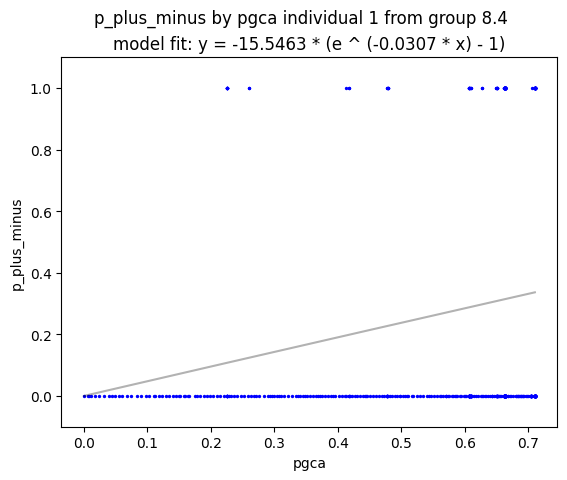 p_plus_minus by pgca individual 1 from group 8.4
model fit: y = -15.5463 * (e ^ (-0.0307 * x) - 1)
1.0
0.8
0.6
0.4
0.2
0.0
p_plus_minus
0.0 0.1 0.2 0.3 0.4 0.5 0.6 0.7
pgca